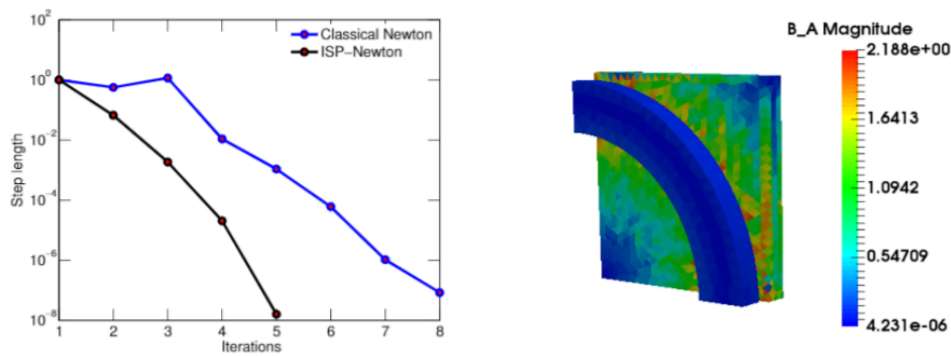 10^2
10^0
10^-2
10^-4
10^-6
10^-8
Step length
1 2 3 4 5 6 7 8
Iterations
Classical Newton
ISP-Newton
B_A Magnitude
2.188e+00
1.6413
1.0942
0.54709
4.231e-06